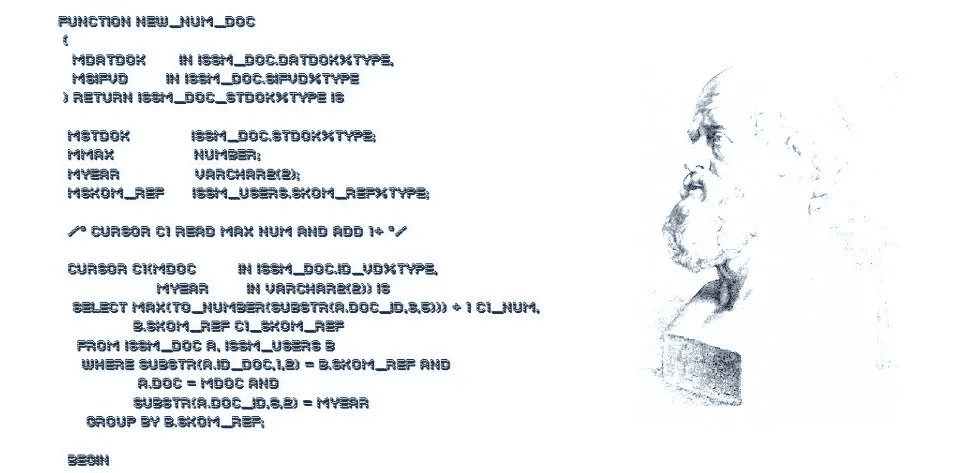 FUNCTION NEW_NUM_DOC
(
MDATDOK IN ISSM_DOC.DATDOK%TYPE,
MSIFVD IN ISSM_DOC.SIFVD%TYPE
) RETURN ISSM_DOC_STDOK%TYPE IS
MSTDOK ISSM_DOC.STDOK%TYPE;
MMAX NUMBER;
MYEAR VARCHAR2(2);
MSKOM_REF ISSM_USERS.SKOM_REF%TYPE;
/* CURSOR C1 READ MAX NUM AND ADD 1+ */
CURSOR C1(MDOC IN ISSM_DOC.ID_VD%TYPE,
MYEAR IN VARCHAR2(2)) IS
SELECT MAX(TO_NUMBER(SUBSTR(A.DOC_ID,8,5))) + 1 C1_NUM,
B.SKOM_REF C1_SKOM_REF
FROM ISSM_DOC A, ISSM_USERS B
WHERE SUBSTR(A.ID_DOC,1,2) = B.SKOM_REF AND
A.DOC = MDOC AND
SUBSTR(A.DOC_ID,6,2) = MYEAR
GROUP BY B.SKOM_REF;
BEGIN